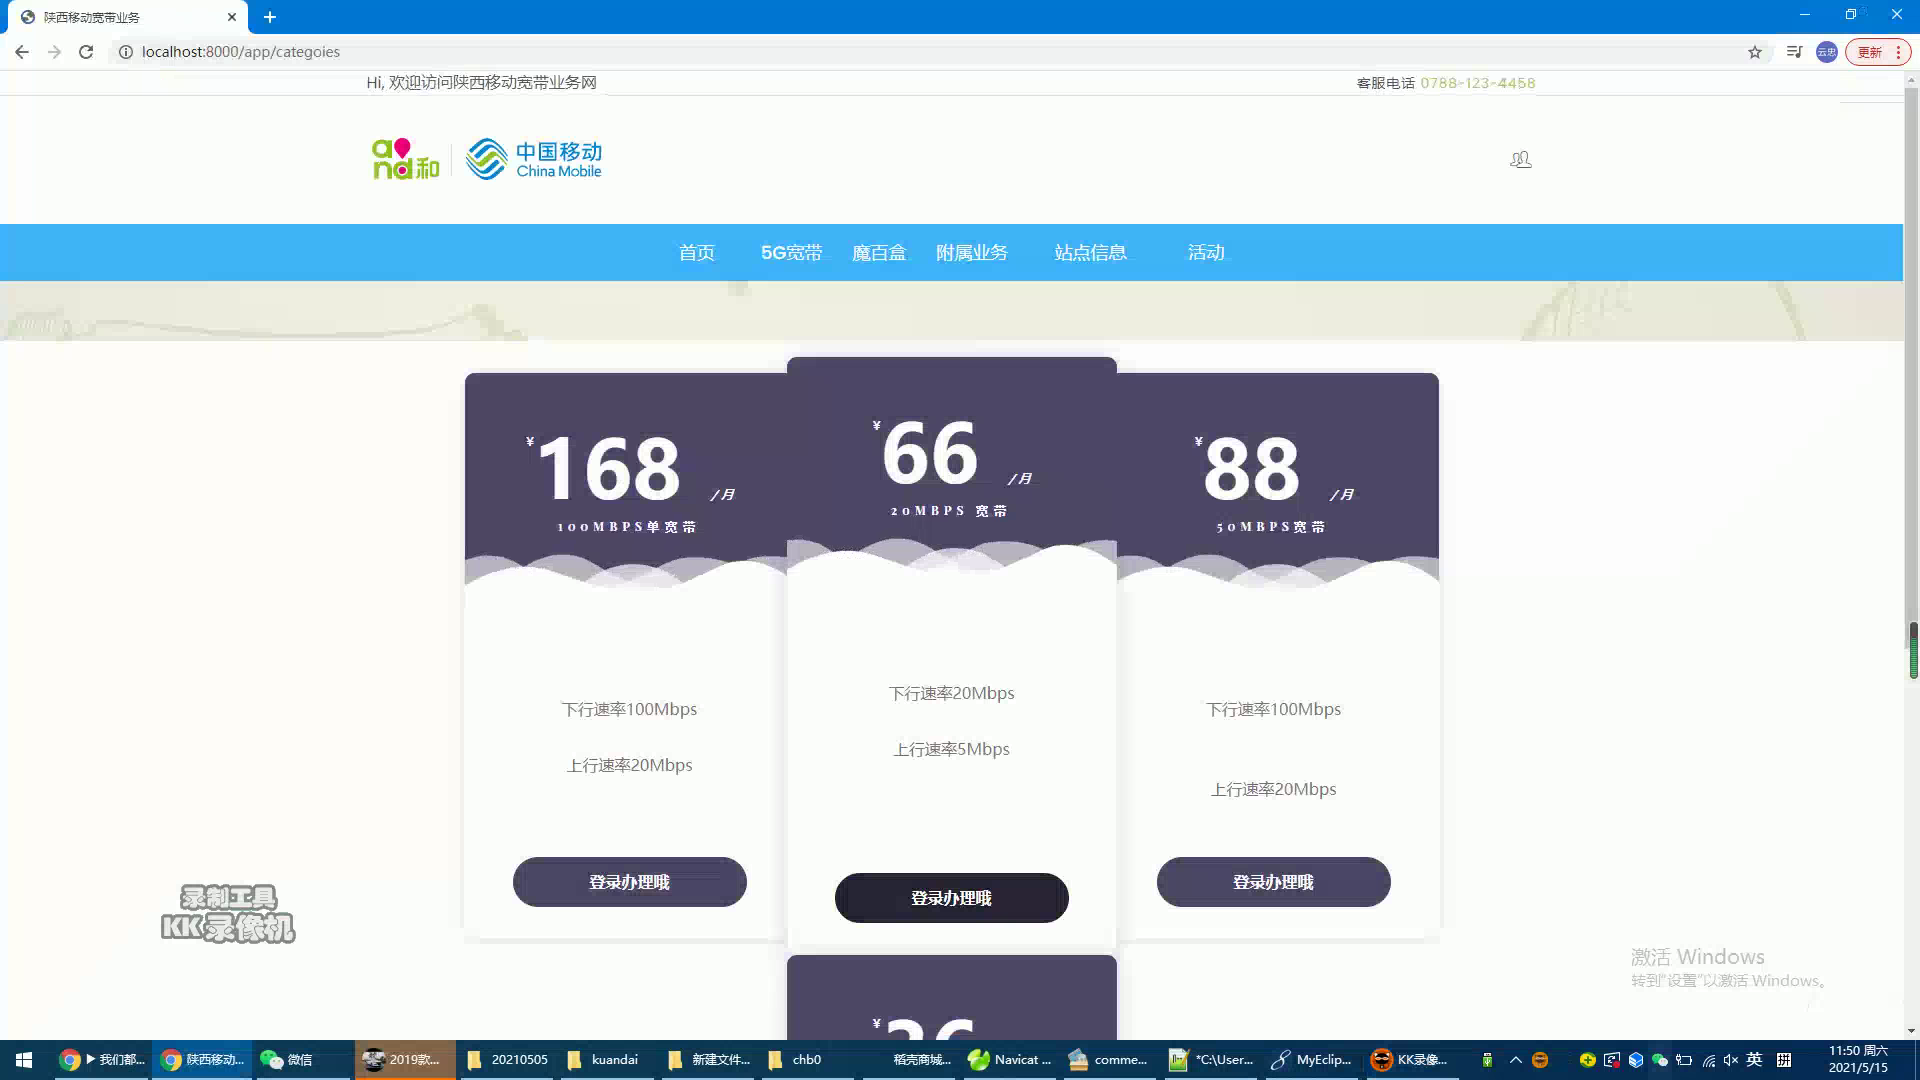 陕西移动宽带业务
localhost:8000/app/categoies
更新
Hi, 欢迎访问陕西移动宽带业务网
客服电话 0788-123-4458
and和
中国移动
China Mobile
首页 5G宽带 魔百盒 附属业务 站点信息 活动
¥168 /月
100MBPS单宽带
下行速率100Mbps
上行速率20Mbps
登录办理哦
¥66 /月
20MBPS 宽带
下行速率20Mbps
上行速率5Mbps
登录办理哦
¥88 /月
50MBPS宽带
下行速率100Mbps
上行速率20Mbps
登录办理哦
¥
录制工具
KK录像机
激活 Windows
转到"设置"以激活 Windows。
我们都... 陕西移动... 微信 2019款... 20210505 kuandai 新建文件... chb0 稻壳商城... Navicat ... comme... *C:\User... MyEclip... KK录像... 英 拼
11:50 周六
2021/5/15